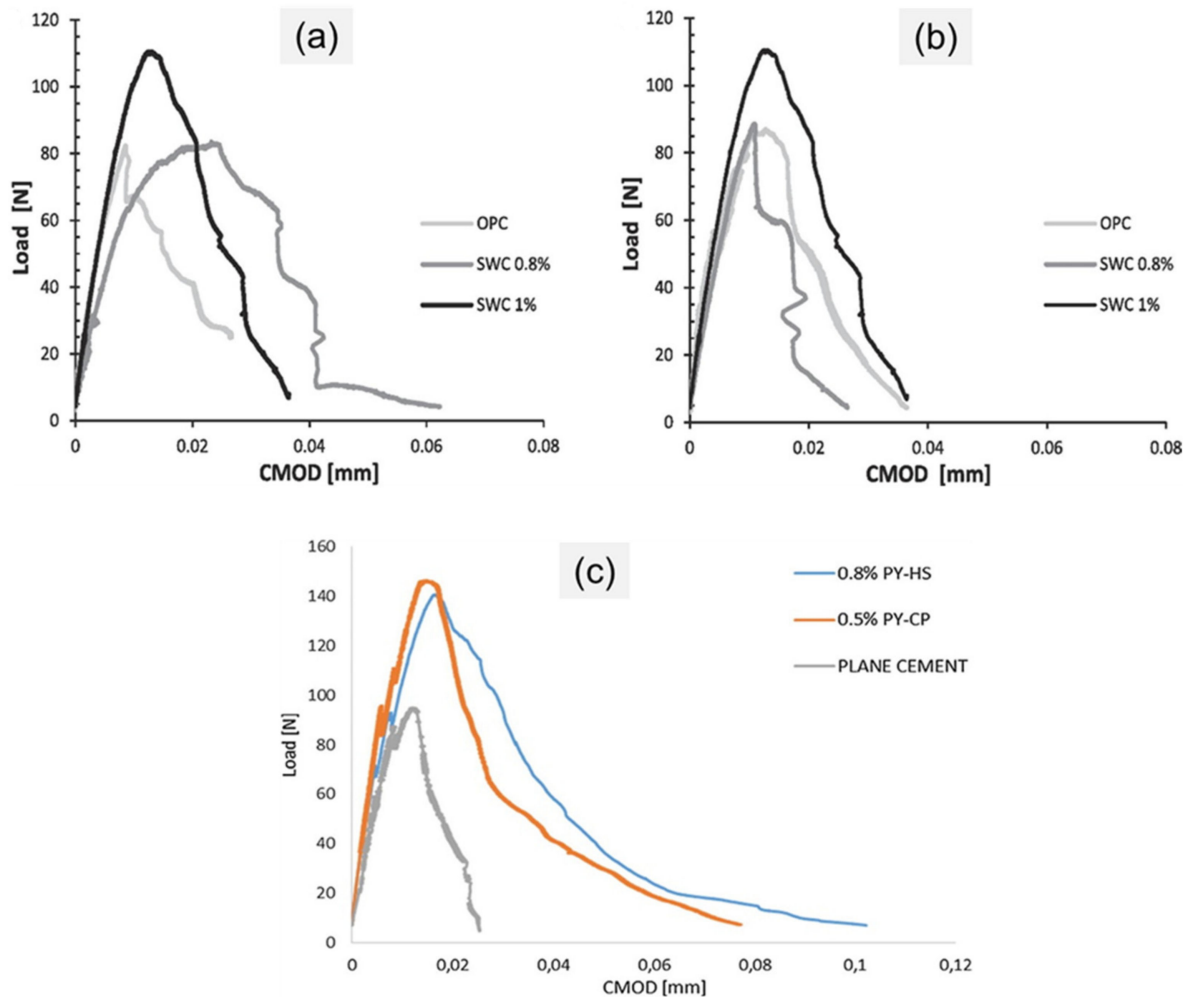 (a)
120
100
80
60
40
20
0
Load [N]
OPC
SWC 0.8%
SWC 1%
0
0.02
0.04
0.06
0.08
CMOD [mm]
(b)
120
100
80
60
40
20
0
Load [N]
OPC
SWC 0.8%
SWC 1%
0
0.02
0.04
0.06
0.08
CMOD [mm]
(c)
160
140
120
100
80
60
40
20
0
Load [N]
0.8% PY-HS
0.5% PY-CP
PLANE CEMENT
0
0,02
0,04
0,06
0,08
0,1
0,12
CMOD [mm]